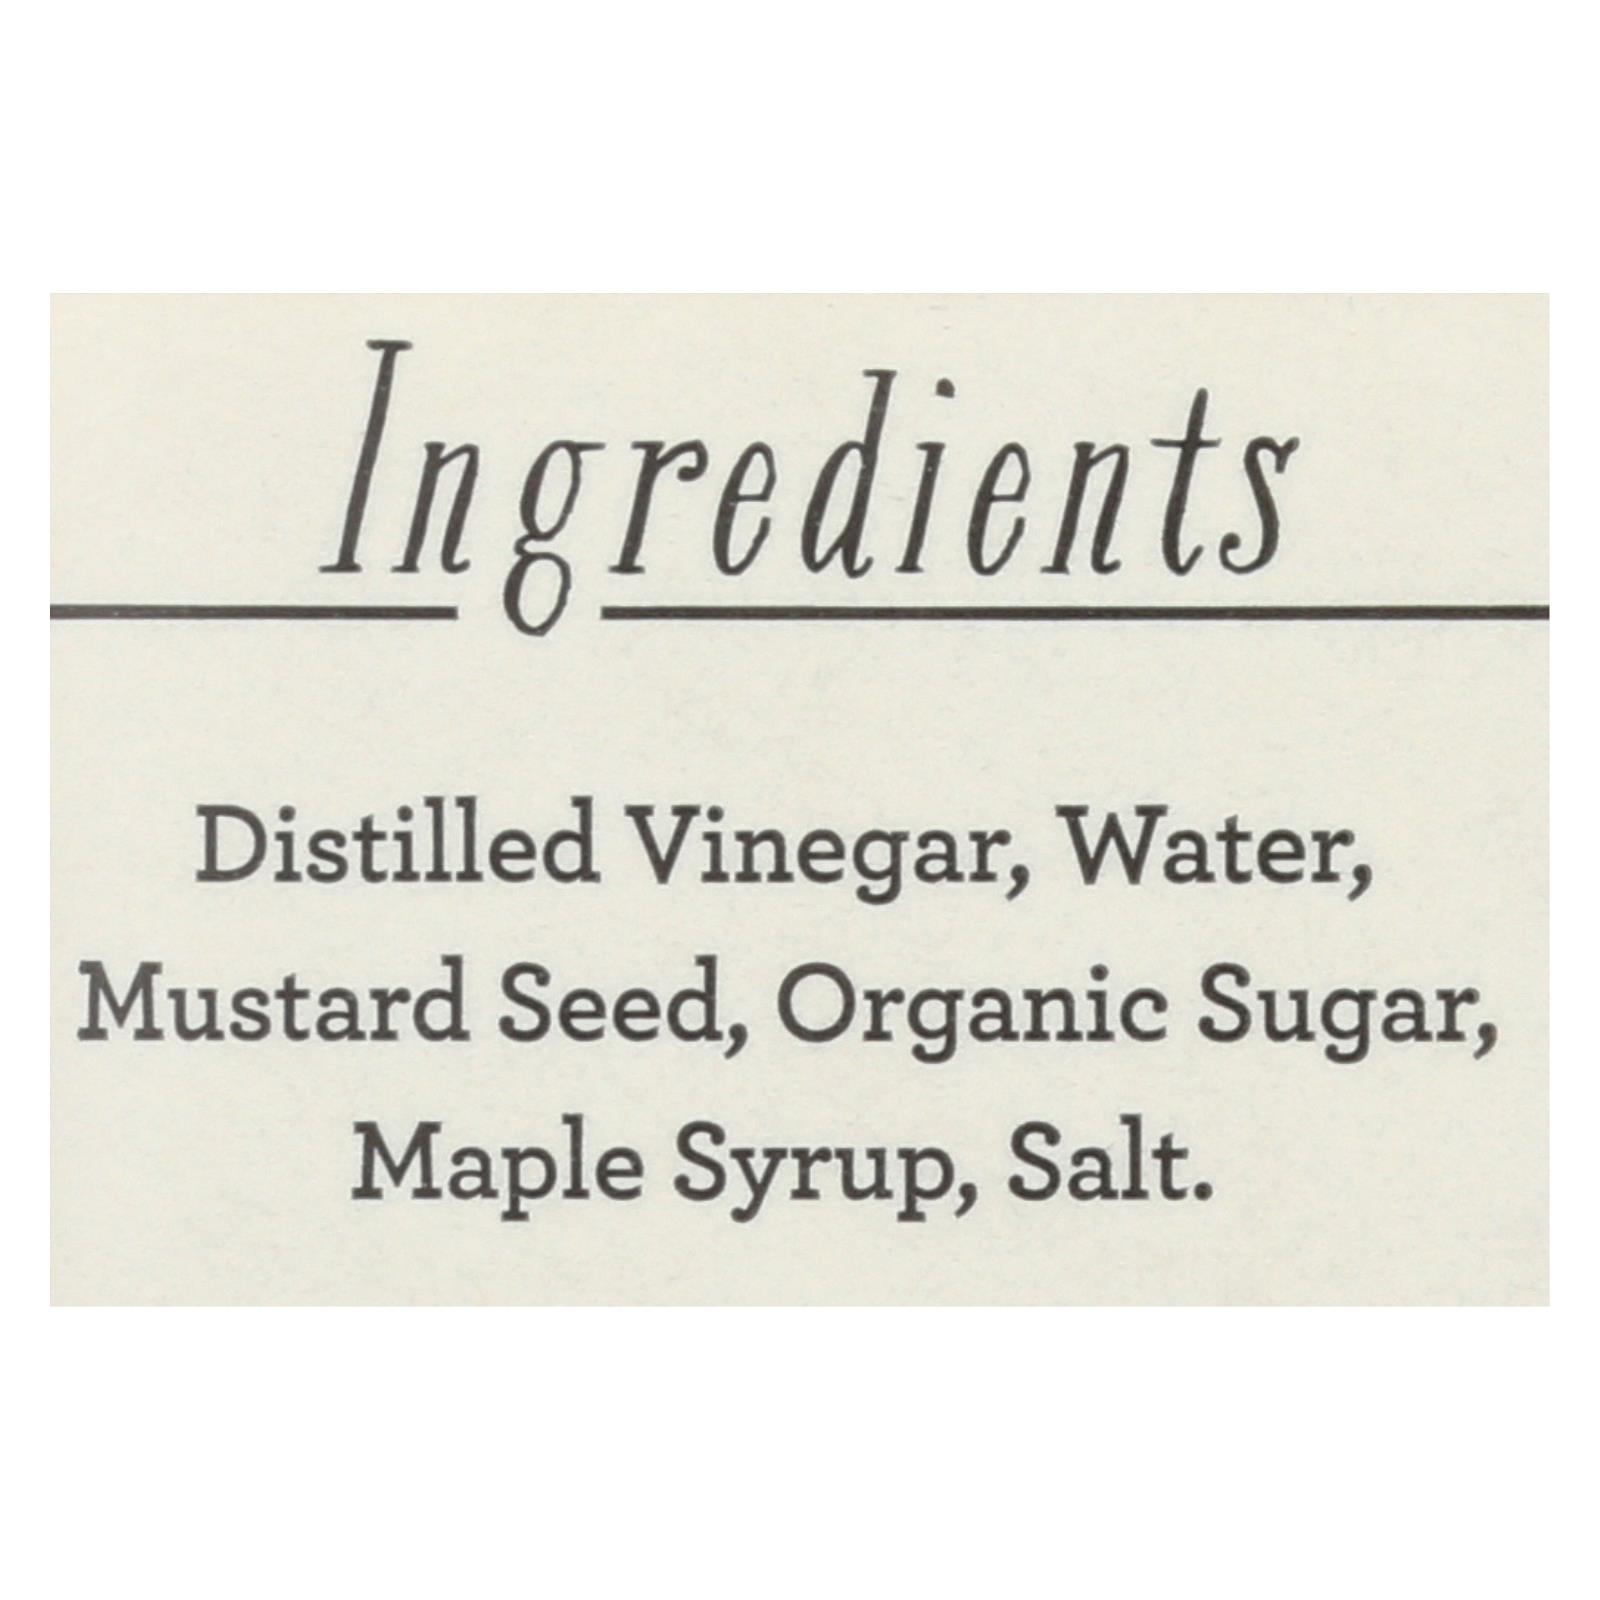 Ingredients
Distilled Vinegar, Water,
Mustard Seed, Organic Sugar,
Maple Syrup, Salt.